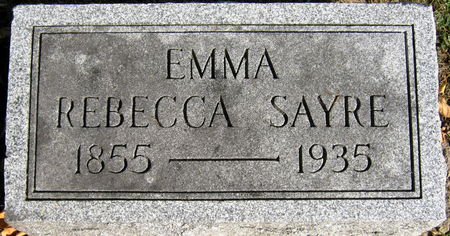 EMMA
REBECCA SAYRE
1855 — 1935